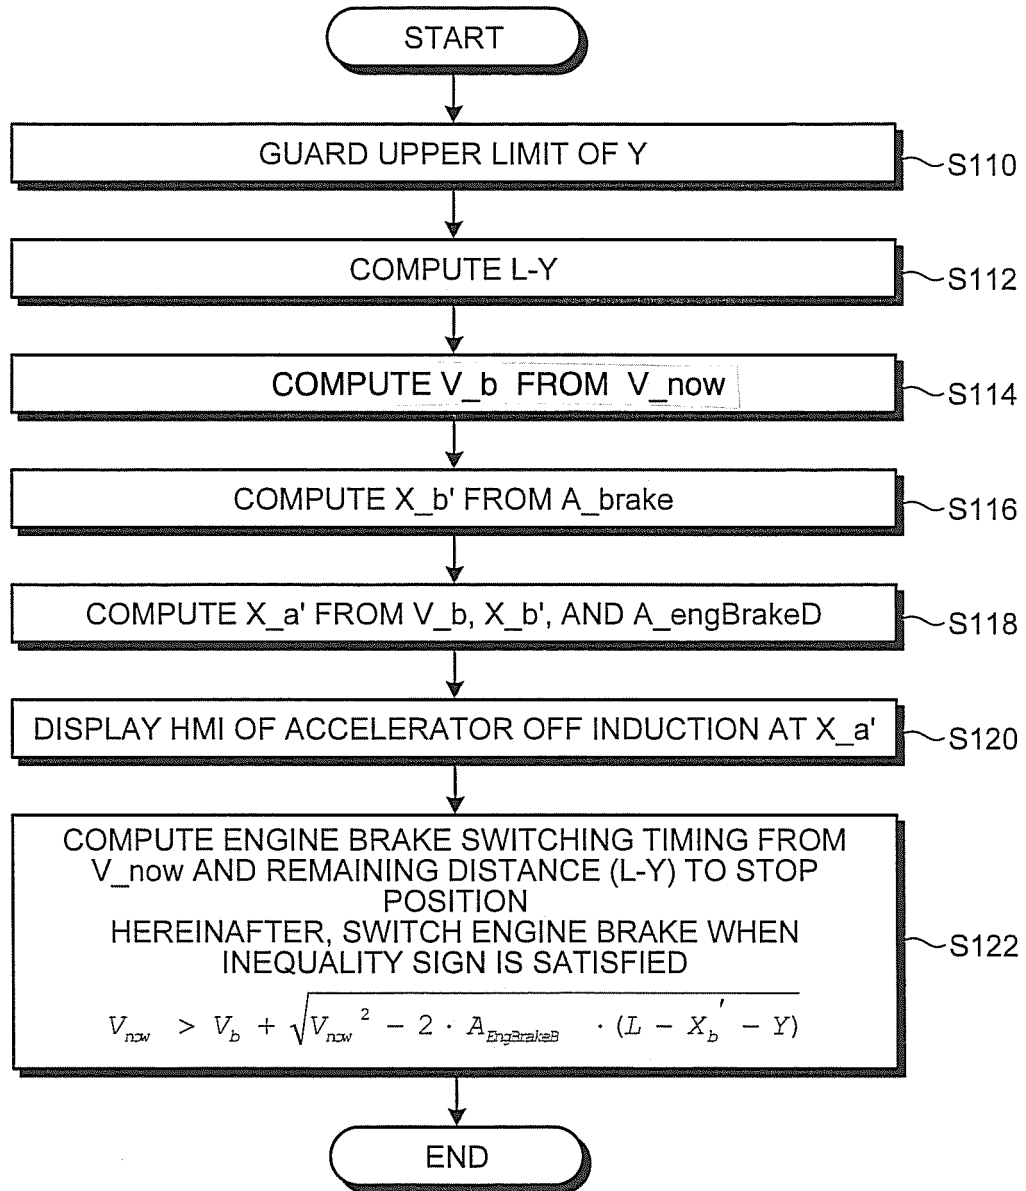 START
GUARD UPPER LIMIT OF Y
S110
COMPUTE L-Y
S112
COMPUTE V_b FROM V_now
S114
COMPUTE X_b' FROM A_brake
S116
COMPUTE X_a' FROM V_b, X_b', AND A_engBrakeD
S118
DISPLAY HMI OF ACCELERATOR OFF INDUCTION AT X_a'
S120
COMPUTE ENGINE BRAKE SWITCHING TIMING FROM
V_now AND REMAINING DISTANCE (L-Y) TO STOP
POSITION
HEREINAFTER, SWITCH ENGINE BRAKE WHEN
INEQUALITY SIGN IS SATISFIED
V_now > V_b + √(V_now² - 2 · A_EngBrakeB · (L - X_b' - Y))
S122
END